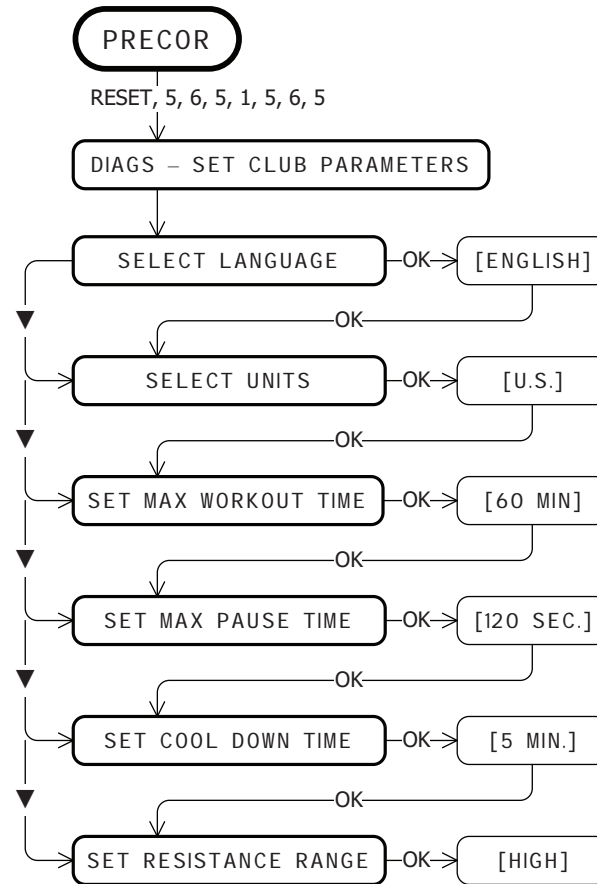 PRECOR
RESET, 5, 6, 5, 1, 5, 6, 5
DIAGS – SET CLUB PARAMETERS
SELECT LANGUAGE
OK
[ENGLISH]
OK
SELECT UNITS
OK
[U.S.]
OK
SET MAX WORKOUT TIME
OK
[60 MIN]
OK
SET MAX PAUSE TIME
OK
[120 SEC.]
OK
SET COOL DOWN TIME
OK
[5 MIN.]
OK
SET RESISTANCE RANGE
OK
[HIGH]